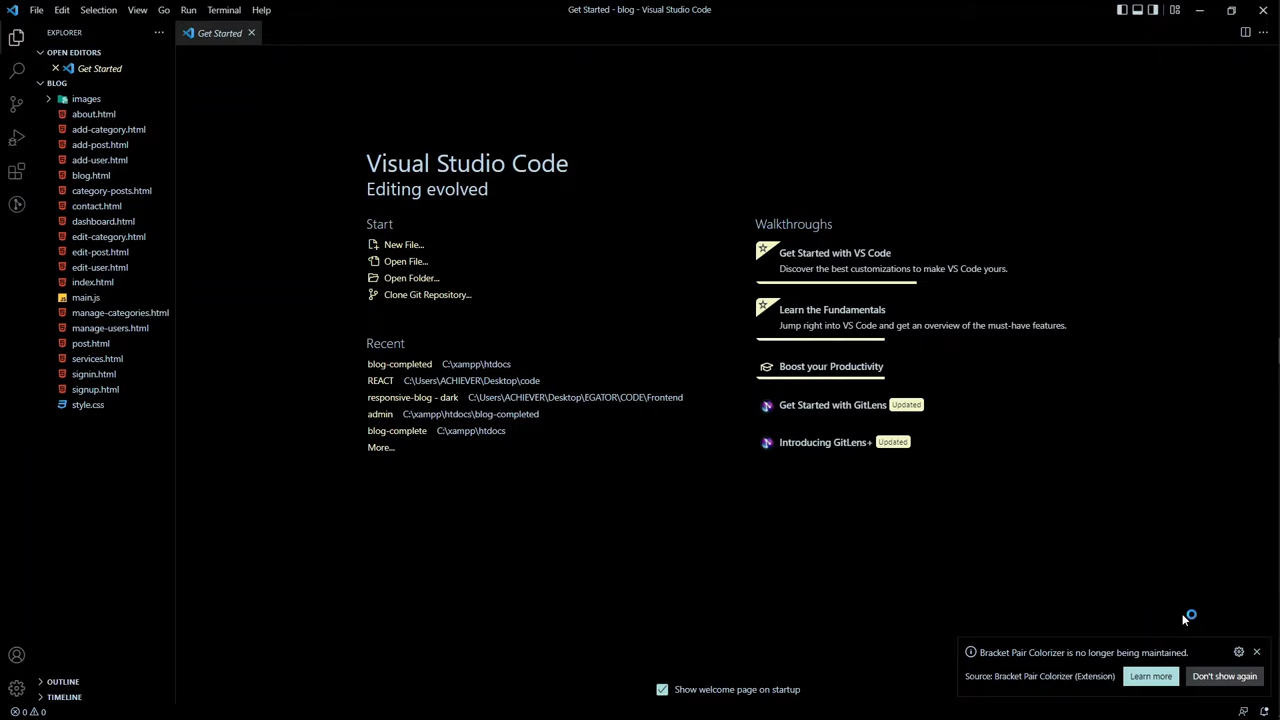 File Edit Selection View Go Run Terminal Help
Get Started - blog - Visual Studio Code
EXPLORER
Get Started
OPEN EDITORS
Get Started
BLOG
images
about.html
add-category.html
add-post.html
add-user.html
blog.html
category-posts.html
contact.html
dashboard.html
edit-category.html
edit-post.html
edit-user.html
index.html
main.js
manage-categories.html
manage-users.html
post.html
services.html
signin.html
signup.html
style.css
OUTLINE
TIMELINE
0 0
Visual Studio Code
Editing evolved
Start
New File...
Open File...
Open Folder...
Clone Git Repository...
Recent
blog-completed C:\xampp\htdocs
REACT C:\Users\ACHIEVER\Desktop\code
responsive-blog - dark C:\Users\ACHIEVER\Desktop\EGATOR\CODE\Frontend
admin C:\xampp\htdocs\blog-completed
blog-complete C:\xampp\htdocs
More...
Walkthroughs
Get Started with VS Code
Discover the best customizations to make VS Code yours.
Learn the Fundamentals
Jump right into VS Code and get an overview of the must-have features.
Boost your Productivity
Get Started with GitLens Updated
Introducing GitLens+ Updated
Show welcome page on startup
Bracket Pair Colorizer is no longer being maintained.
Source: Bracket Pair Colorizer (Extension) Learn more Don't show again